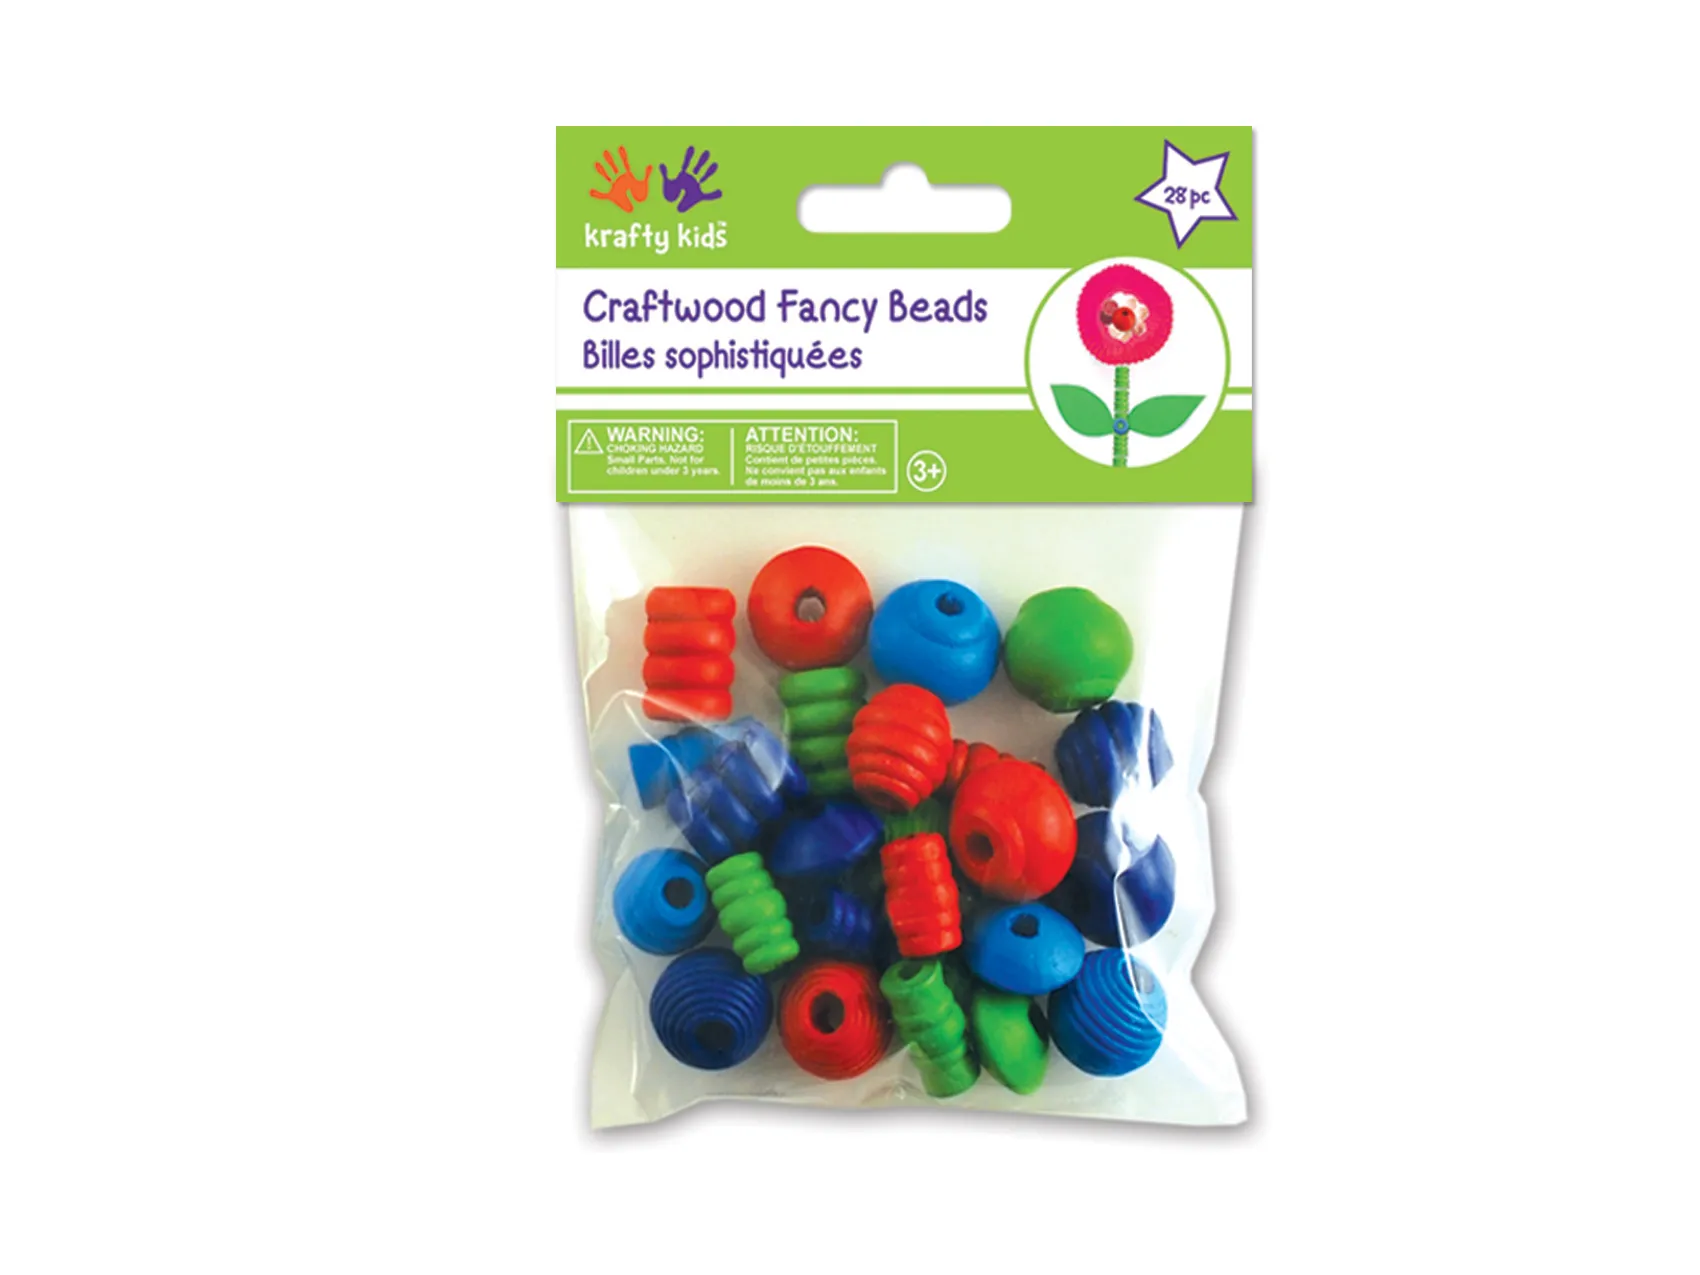 krafty kids™
28 pc
Craftwood Fancy Beads
Billes sophistiquées
WARNING:
CHOKING HAZARD
Small Parts. Not for
children under 3 years.
ATTENTION:
RISQUE D'ÉTOUFFEMENT
Contient de petites pièces.
Ne convient pas aux enfants
de moins de 3 ans.
3+